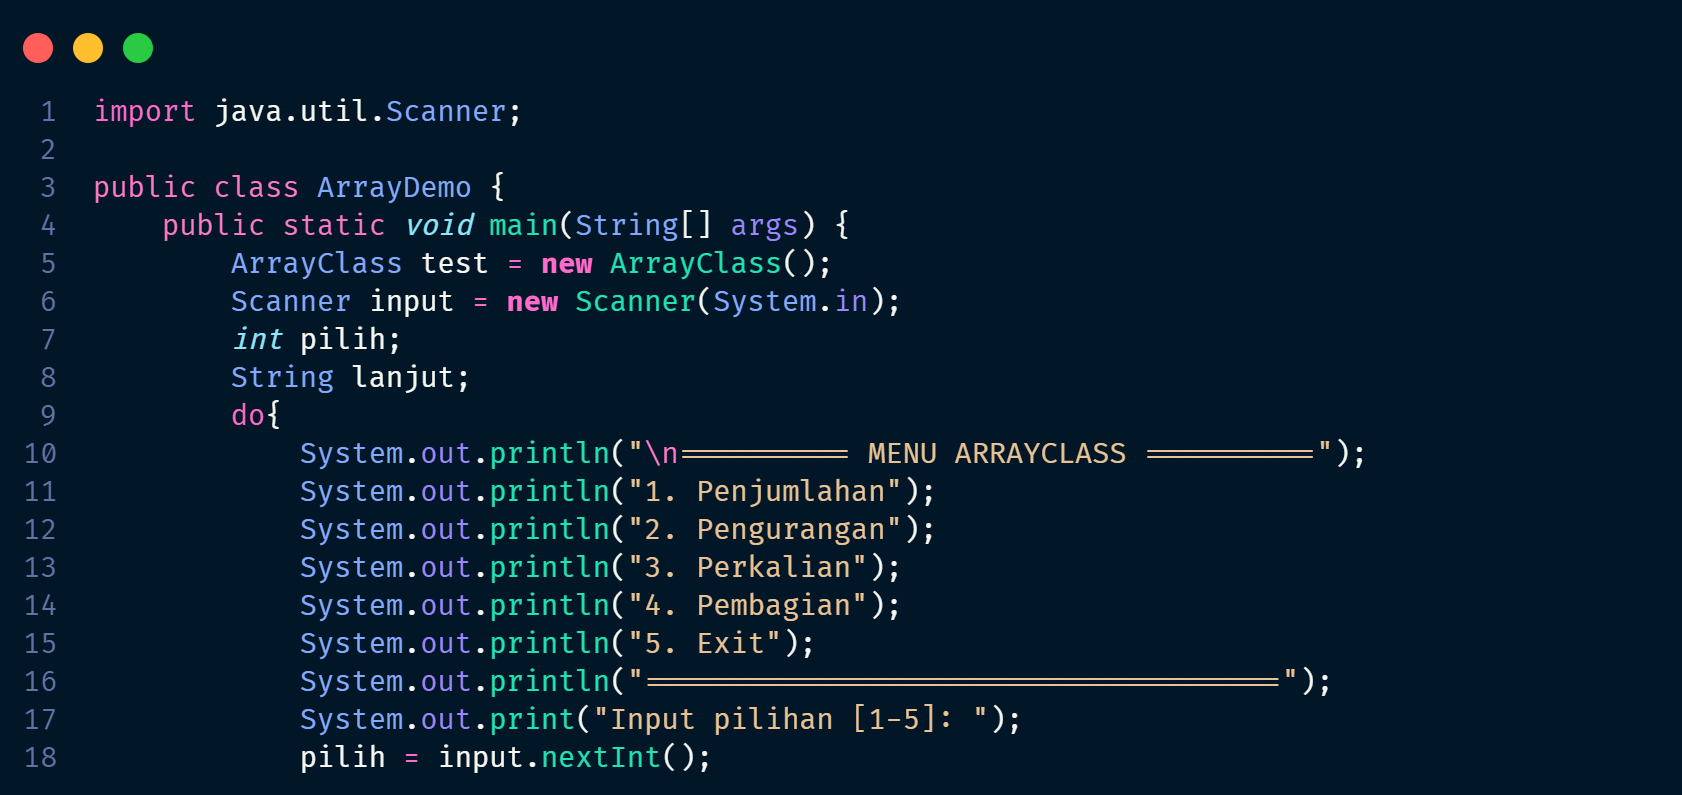 1 import java.util.Scanner;
2
3 public class ArrayDemo {
4     public static void main(String[] args) {
5         ArrayClass test = new ArrayClass();
6         Scanner input = new Scanner(System.in);
7         int pilih;
8         String lanjut;
9         do{
10             System.out.println("\n========== MENU ARRAYCLASS ==========");
11             System.out.println("1. Penjumlahan");
12             System.out.println("2. Pengurangan");
13             System.out.println("3. Perkalian");
14             System.out.println("4. Pembagian");
15             System.out.println("5. Exit");
16             System.out.println("=====================================");
17             System.out.print("Input pilihan [1-5]: ");
18             pilih = input.nextInt();